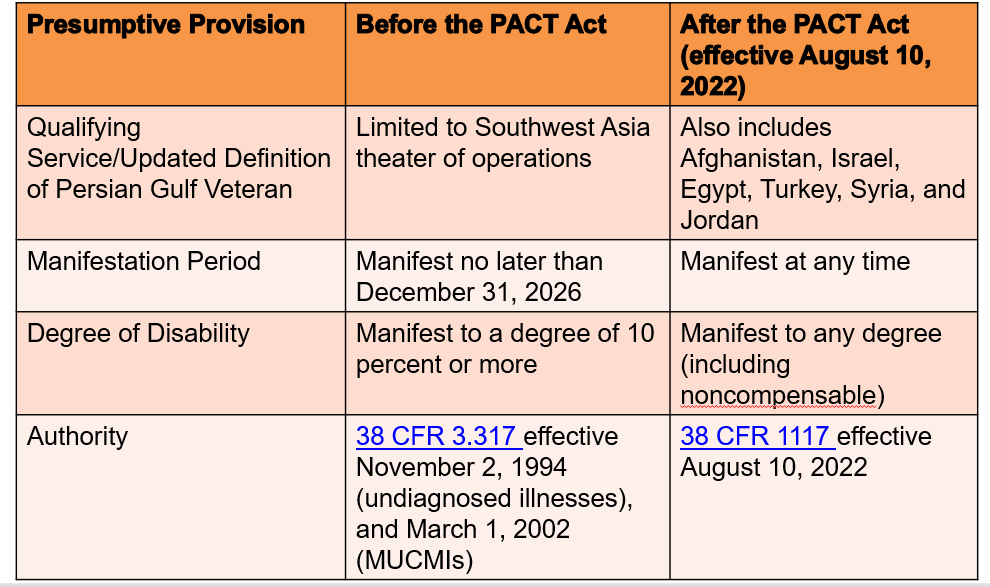 Presumptive Provision
Before the PACT Act
After the PACT Act
(effective August 10,
2022)
Qualifying
Service/Updated Definition
of Persian Gulf Veteran
Limited to Southwest Asia
theater of operations
Also includes
Afghanistan, Israel,
Egypt, Turkey, Syria, and
Jordan
Manifestation Period
Manifest no later than
December 31, 2026
Manifest at any time
Degree of Disability
Manifest to a degree of 10
percent or more
Manifest to any degree
(including
noncompensable)
Authority
38 CFR 3.317 effective
November 2, 1994
(undiagnosed illnesses),
and March 1, 2002
(MUCMIs)
38 CFR 1117 effective
August 10, 2022